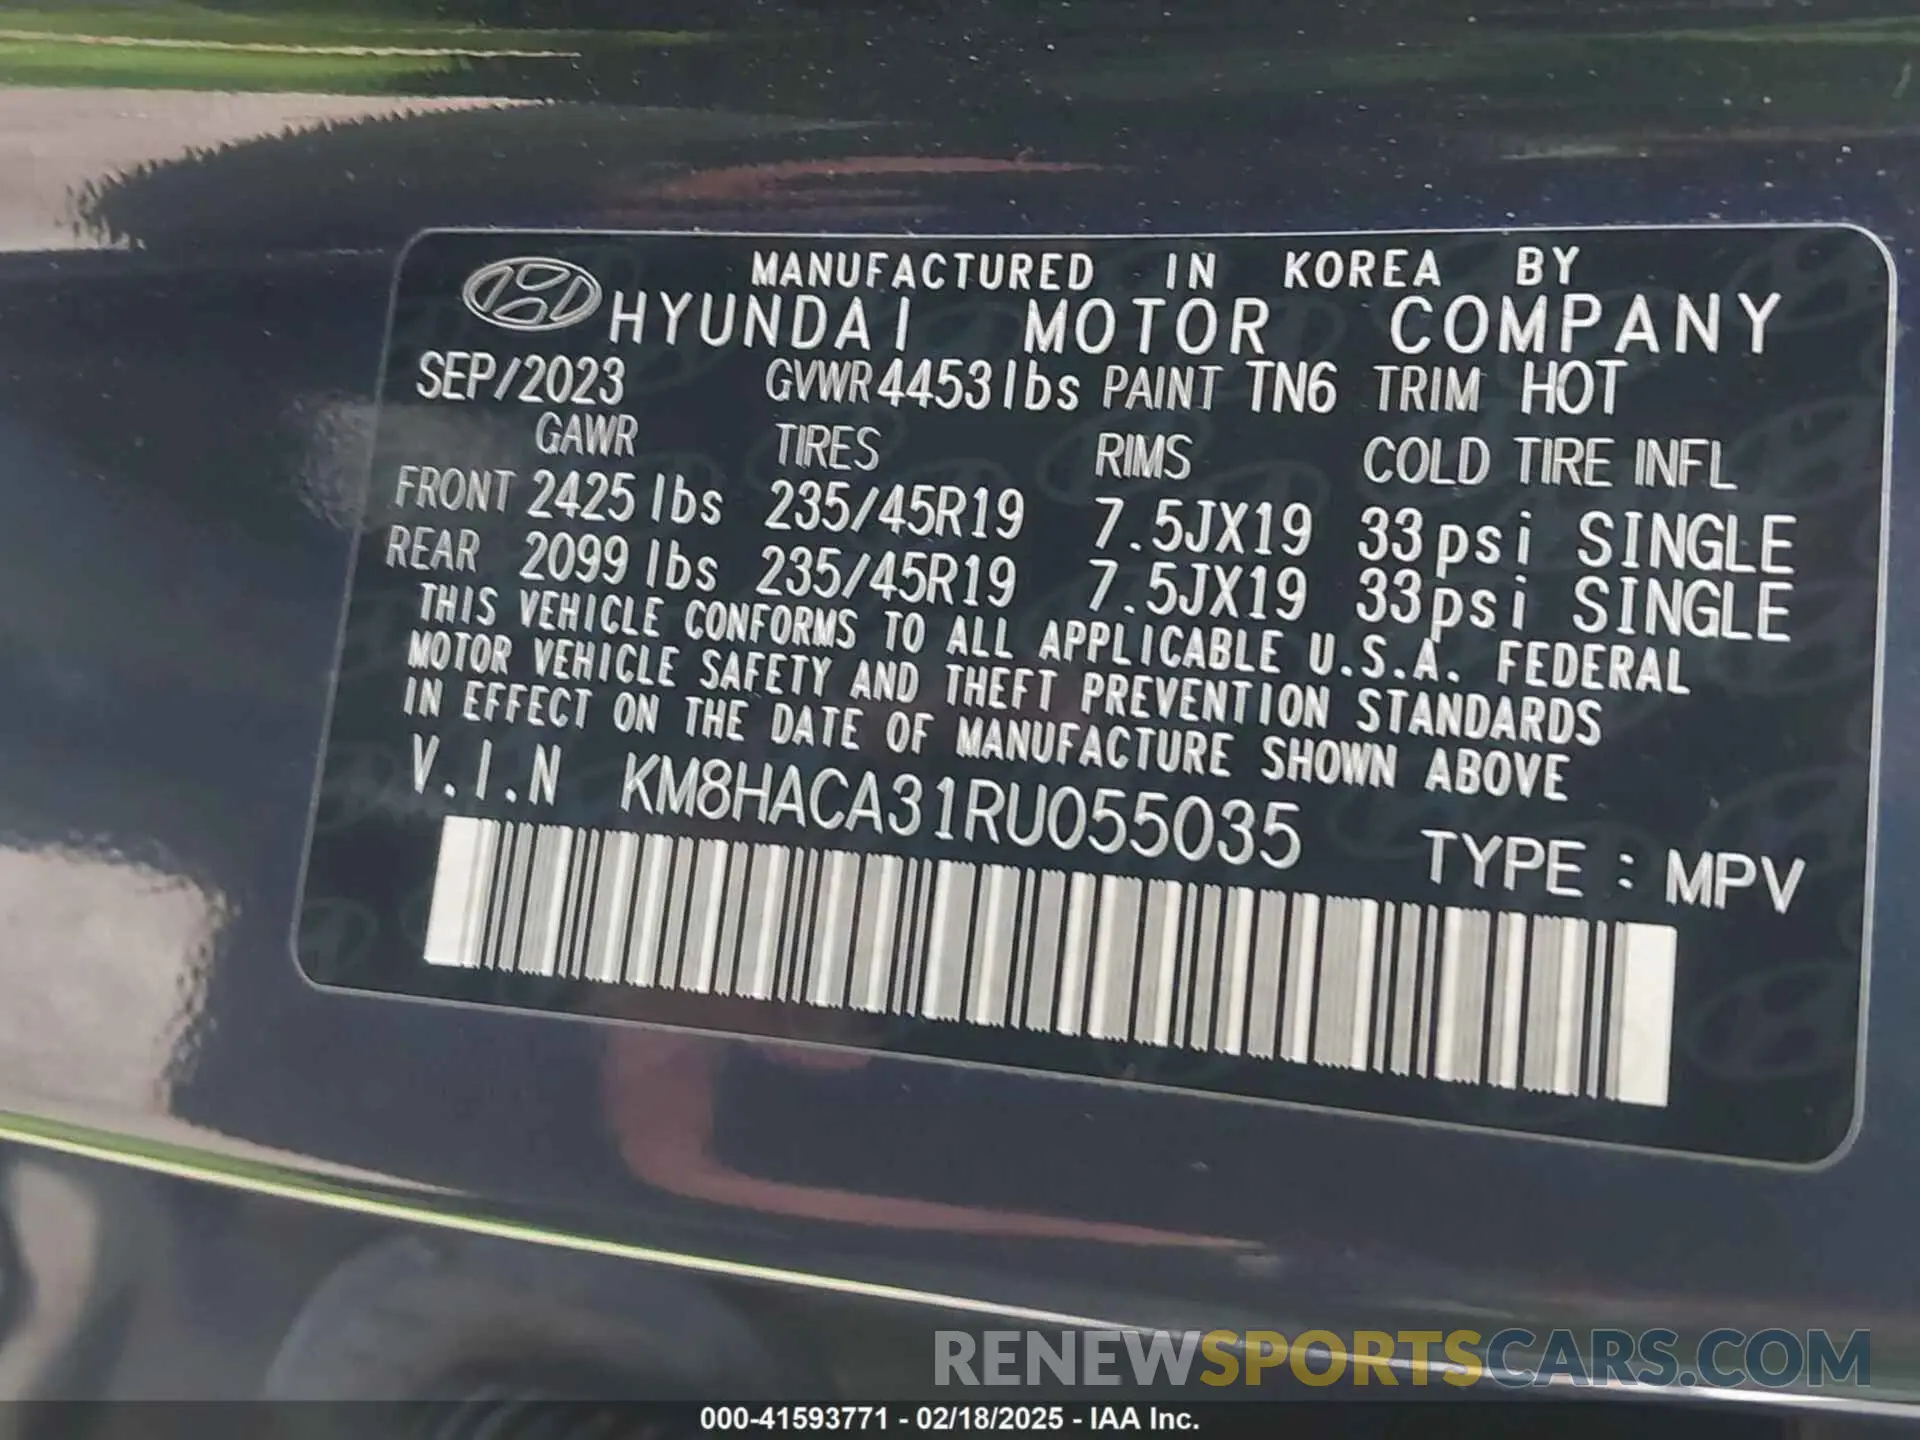 MANUFACTURED IN KOREA BY
HYUNDAI MOTOR COMPANY
SEP/2023 GVWR 4453lbs PAINT TN6 TRIM HOT
GAWR TIRES RIMS COLD TIRE INFL
FRONT 2425 lbs 235/45R19 7.5JX19 33psi SINGLE
REAR 2099 lbs 235/45R19 7.5JX19 33psi SINGLE
THIS VEHICLE CONFORMS TO ALL APPLICABLE U.S.A. FEDERAL
MOTOR VEHICLE SAFETY AND THEFT PREVENTION STANDARDS
IN EFFECT ON THE DATE OF MANUFACTURE SHOWN ABOVE
V.I.N KM8HACA31RU055035 TYPE : MPV
RENEWSPORTSCARS.COM
000-41593771 - 02/18/2025 - IAA Inc.